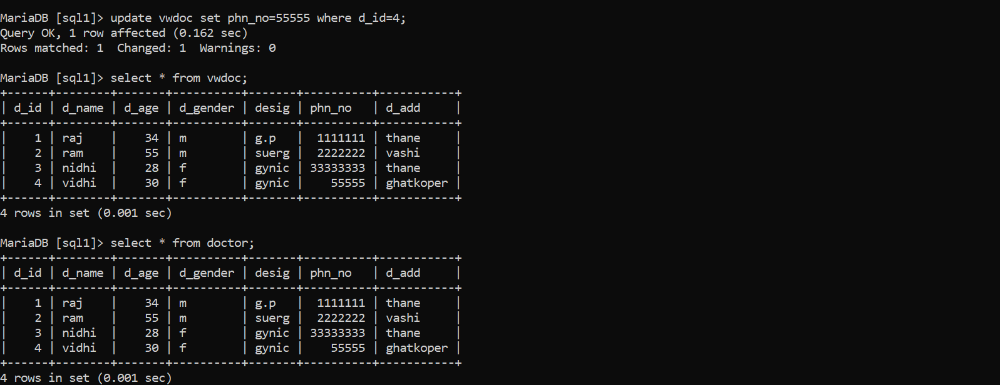 MariaDB [sql1]> update vwdoc set phn_no=55555 where d_id=4;
Query OK, 1 row affected (0.162 sec)
Rows matched: 1  Changed: 1  Warnings: 0
MariaDB [sql1]> select * from vwdoc;
+------+--------+-------+----------+-------+----------+-----------+
| d_id | d_name | d_age | d_gender | desig | phn_no   | d_add     |
+------+--------+-------+----------+-------+----------+-----------+
|    1 | raj    |    34 | m        | g.p   |  1111111 | thane     |
|    2 | ram    |    55 | m        | suerg |  2222222 | vashi     |
|    3 | nidhi  |    28 | f        | gynic | 33333333 | thane     |
|    4 | vidhi  |    30 | f        | gynic |    55555 | ghatkoper |
+------+--------+-------+----------+-------+----------+-----------+
4 rows in set (0.001 sec)
MariaDB [sql1]> select * from doctor;
+------+--------+-------+----------+-------+----------+-----------+
| d_id | d_name | d_age | d_gender | desig | phn_no   | d_add     |
+------+--------+-------+----------+-------+----------+-----------+
|    1 | raj    |    34 | m        | g.p   |  1111111 | thane     |
|    2 | ram    |    55 | m        | suerg |  2222222 | vashi     |
|    3 | nidhi  |    28 | f        | gynic | 33333333 | thane     |
|    4 | vidhi  |    30 | f        | gynic |    55555 | ghatkoper |
+------+--------+-------+----------+-------+----------+-----------+
4 rows in set (0.001 sec)